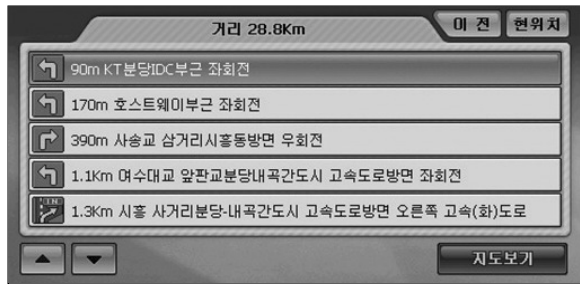 거리 28.8Km
이 전
현위치
90m KT분당IDC부근 좌회전
170m 호스트웨이부근 좌회전
390m 사송교 삼거리시흥동방면 우회전
1.1Km 여수대교 앞판교분당내곡간도시 고속도로방면 좌회전
IN
1.3Km 시흥 사거리분당-내곡간도시 고속도로방면 오른쪽 고속(화)도로
지도보기